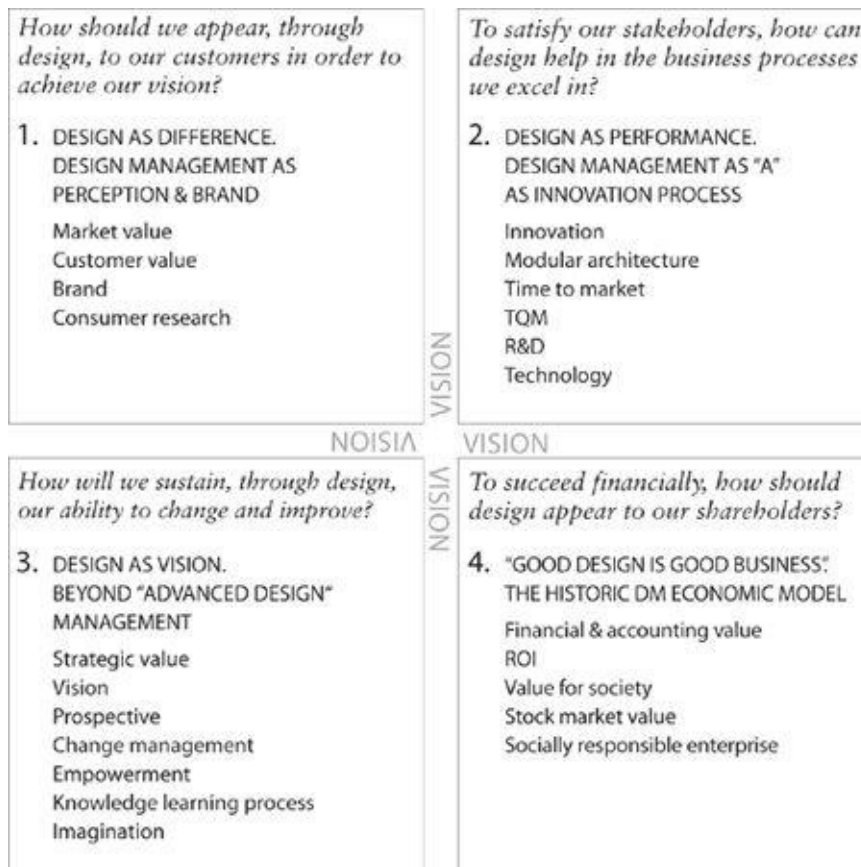 How should we appear, through
design, to our customers in order to
achieve our vision?
1. DESIGN AS DIFFERENCE.
DESIGN MANAGEMENT AS
PERCEPTION & BRAND
Market value
Customer value
Brand
Consumer research
To satisfy our stakeholders, how can
design help in the business processes
we excel in?
2. DESIGN AS PERFORMANCE.
DESIGN MANAGEMENT AS "A"
AS INNOVATION PROCESS
Innovation
Modular architecture
Time to market
TQM
R&D
Technology
VISION
VISION
VISION
VISION
How will we sustain, through design,
our ability to change and improve?
3. DESIGN AS VISION.
BEYOND "ADVANCED DESIGN"
MANAGEMENT
Strategic value
Vision
Prospective
Change management
Empowerment
Knowledge learning process
Imagination
To succeed financially, how should
design appear to our shareholders?
4. "GOOD DESIGN IS GOOD BUSINESS".
THE HISTORIC DM ECONOMIC MODEL
Financial & accounting value
ROI
Value for society
Stock market value
Socially responsible enterprise